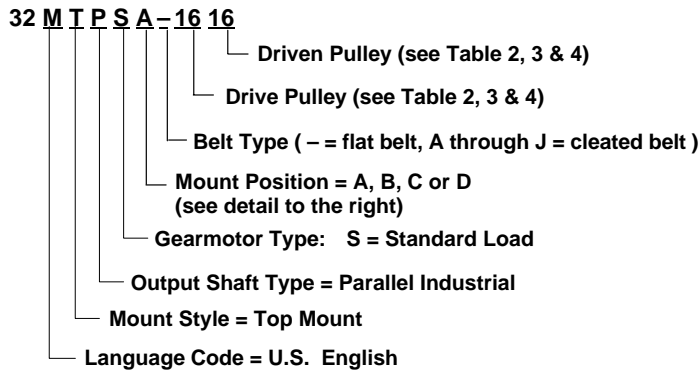 32 M T P S A – 16 16
Driven Pulley (see Table 2, 3 & 4)
Drive Pulley (see Table 2, 3 & 4)
Belt Type ( – = flat belt, A through J = cleated belt )
Mount Position = A, B, C or D
(see detail to the right)
Gearmotor Type: S = Standard Load
Output Shaft Type = Parallel Industrial
Mount Style = Top Mount
Language Code = U.S. English